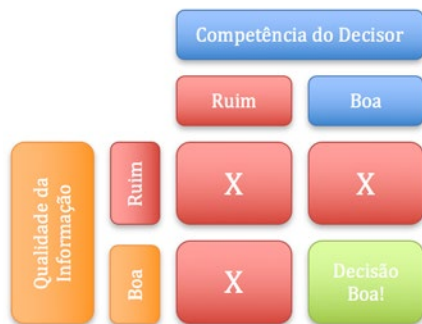 Competência do Decisor
Ruim
Boa
Qualidade da
Informação
Ruim
X
X
Boa
X
Decisão
Boa!